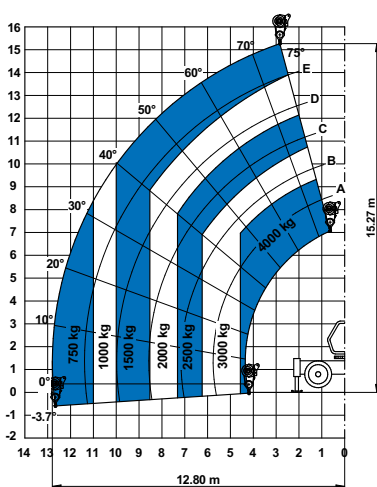 16
15
14
13
12
11
10
9
8
7
6
5
4
3
2
1
0
-1
-2
14 13 12 11 10 9 8 7 6 5 4 3 2 1 0
70°
75°
60°
50°
40°
30°
20°
10°
0°
-3.7°
E
D
C
B
A
4000 kg
750 kg
1000 kg
1500 kg
2000 kg
2500 kg
3000 kg
15.27 m
12.80 m